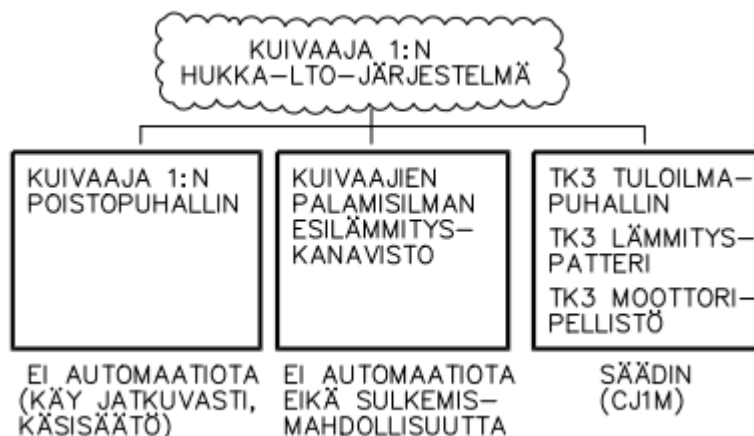 KUIVAAJA 1:N
HUKKA-LTO-JÄRJESTELMÄ
KUIVAAJA 1:N
POISTOPUHALLIN
KUIVAAJIEN
PALAMISILMAN
ESILÄMMITYS-
KANAVISTO
TK3 TULOILMA-
PUHALLIN
TK3 LÄMMITYS-
PATTERI
TK3 MOOTTORI-
PELLISTÖ
EI AUTOMAATIOTA
(KÄY JATKUVASTI,
KÄSISÄÄTÖ)
EI AUTOMAATIOTA
EIKÄ SULKEMIS-
MAHDOLLISUUTTA
SÄÄDIN
(CJ1M)